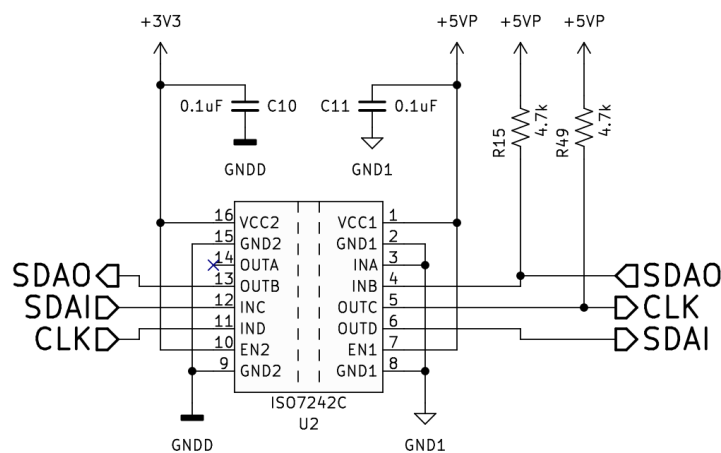 +3V3 +5VP +5VP +5VP
0.1uF C10 C11 0.1uF R15 4.7k R49 4.7k
GNDD GND1
16 VCC2 VCC1 1
15 GND2 GND1 2
14 OUTA INA 3
SDAO 13 OUTB INB 4 SDAO
SDAI 12 INC OUTC 5 CLK
CLK 11 IND OUTD 6 SDAI
10 EN2 EN1 7
9 GND2 GND1 8
ISO7242C
U2
GNDD GND1